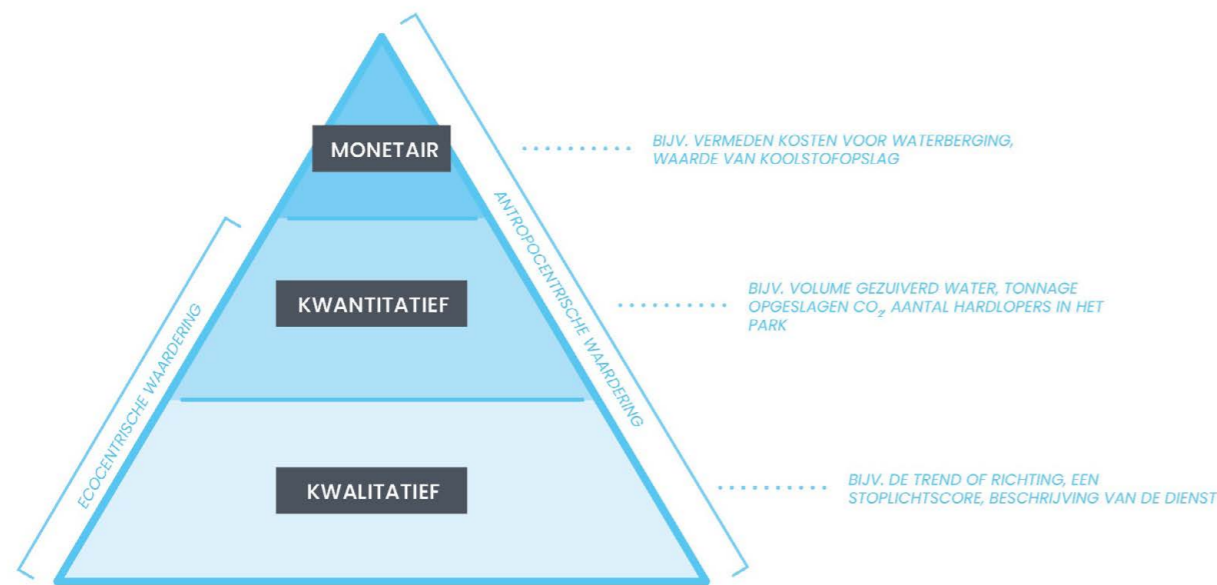 MONETAIR
BIJV. VERMEDEN KOSTEN VOOR WATERBERGING,
WAARDE VAN KOOLSTOFOPSLAG
ANTROPOCENTRISCHE WAARDERING
ECOCENTRISCHE WAARDERING
KWANTITATIEF
BIJV. VOLUME GEZUIVERD WATER, TONNAGE
OPGESLAGEN CO₂, AANTAL HARDLOPERS IN HET
PARK
KWALITATIEF
BIJV. DE TREND OF RICHTING, EEN
STOPLICHTSCORE, BESCHRIJVING VAN DE DIENST